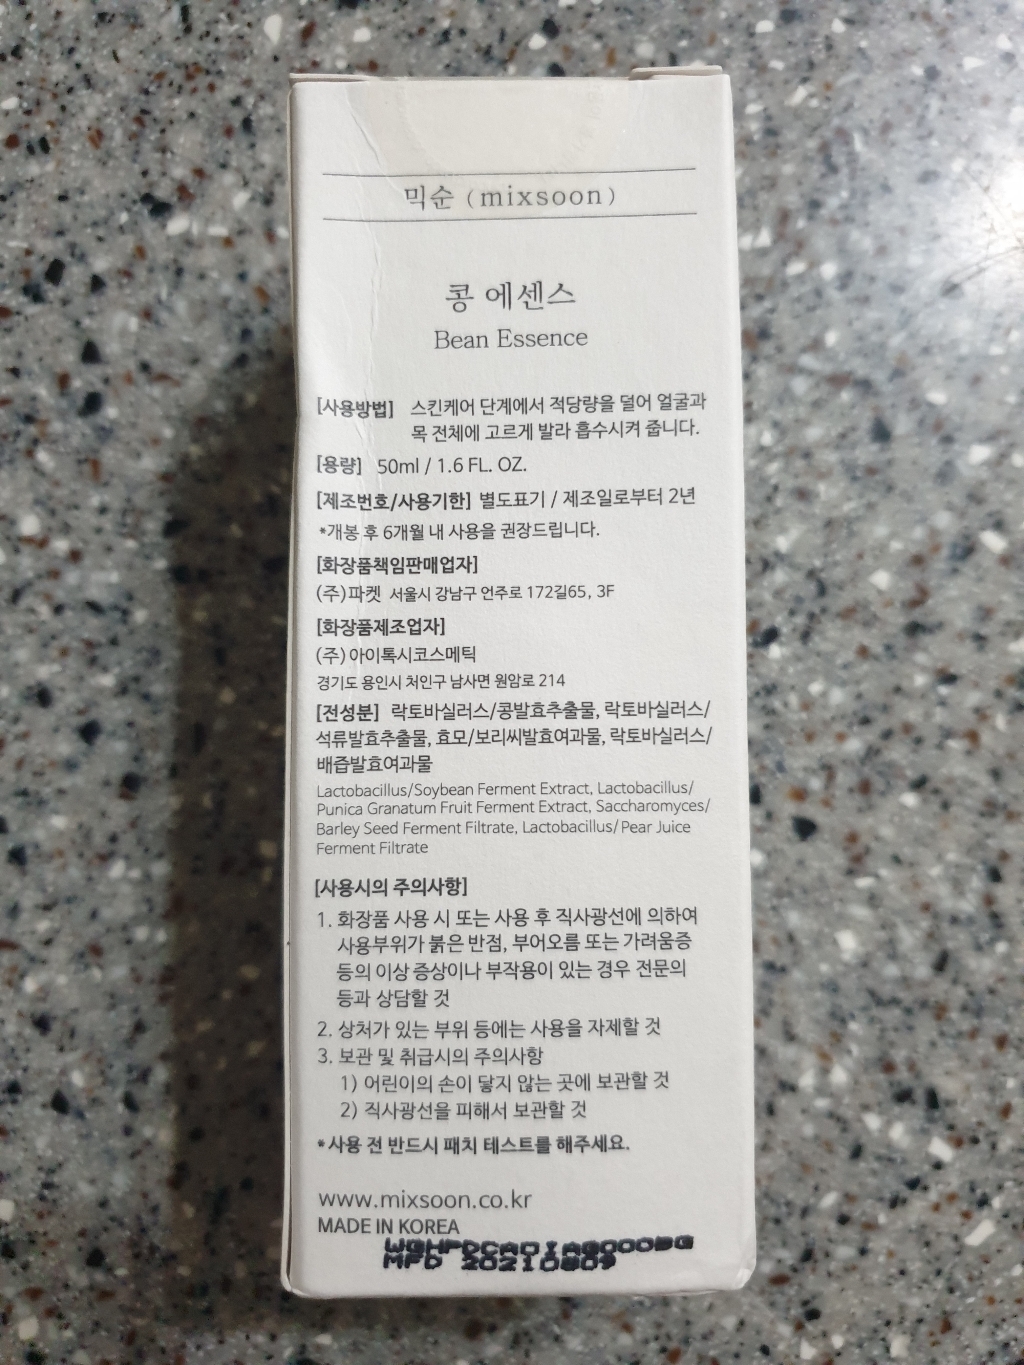 믹순 (mixsoon)
콩 에센스
Bean Essence
[사용방법] 스킨케어 단계에서 적당량을 덜어 얼굴과
목 전체에 고르게 발라 흡수시켜 줍니다.
[용량] 50ml / 1.6 FL. OZ.
[제조번호/사용기한] 별도표기 / 제조일로부터 2년
*개봉 후 6개월 내 사용을 권장드립니다.
[화장품책임판매업자]
(주)파켓 서울시 강남구 언주로 172길65, 3F
[화장품제조업자]
(주)아이톡시코스메틱
경기도 용인시 처인구 남사면 원암로 214
[전성분] 락토바실러스/콩발효추출물, 락토바실러스/
석류발효추출물, 효모/보리씨발효여과물, 락토바실러스/
배즙발효여과물
Lactobacillus/Soybean Ferment Extract, Lactobacillus/
Punica Granatum Fruit Ferment Extract, Saccharomyces/
Barley Seed Ferment Filtrate, Lactobacillus/Pear Juice
Ferment Filtrate
[사용시의 주의사항]
1. 화장품 사용 시 또는 사용 후 직사광선에 의하여
사용부위가 붉은 반점, 부어오름 또는 가려움증
등의 이상 증상이나 부작용이 있는 경우 전문의
등과 상담할 것
2. 상처가 있는 부위 등에는 사용을 자제할 것
3. 보관 및 취급시의 주의사항
1) 어린이의 손이 닿지 않는 곳에 보관할 것
2) 직사광선을 피해서 보관할 것
*사용 전 반드시 패치 테스트를 해주세요.
www.mixsoon.co.kr
MADE IN KOREA
MFD 20210809